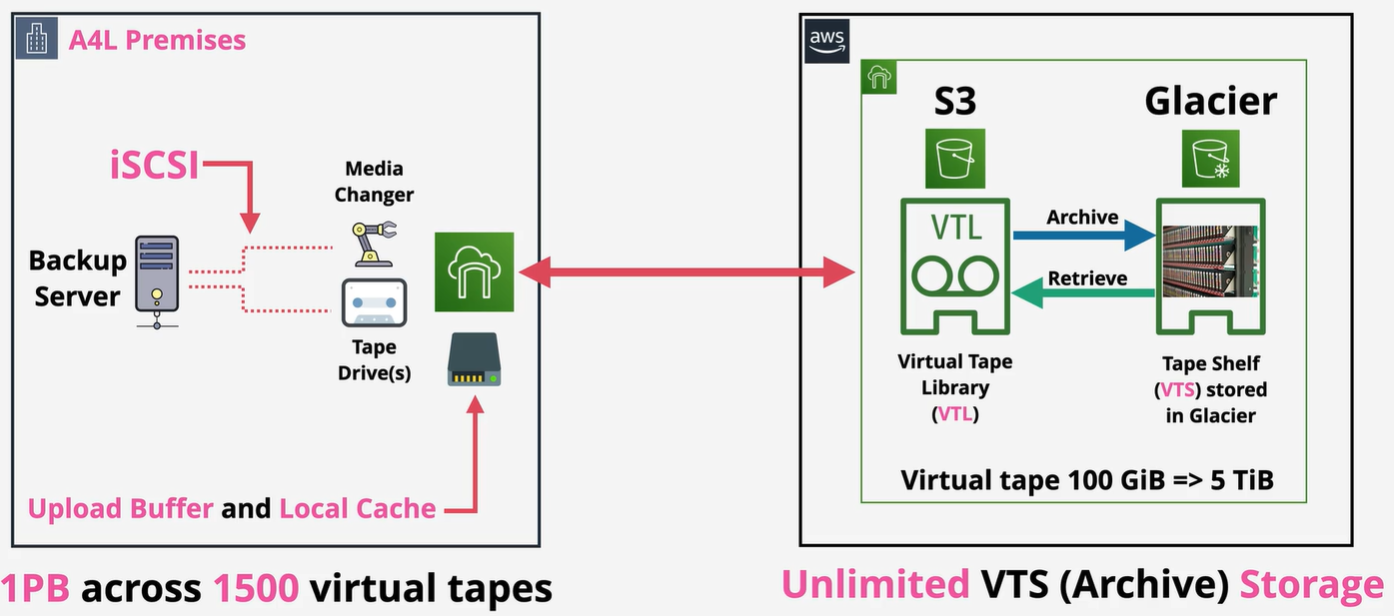 A4L Premises
iSCSI
Media
Changer
Backup
Server
Tape
Drive(s)
Upload Buffer and Local Cache
1PB across 1500 virtual tapes
aws
S3
Glacier
VTL
Archive
Retrieve
Virtual Tape
Library
(VTL)
Tape Shelf
(VTS) stored
in Glacier
Virtual tape 100 GiB => 5 TiB
Unlimited VTS (Archive) Storage